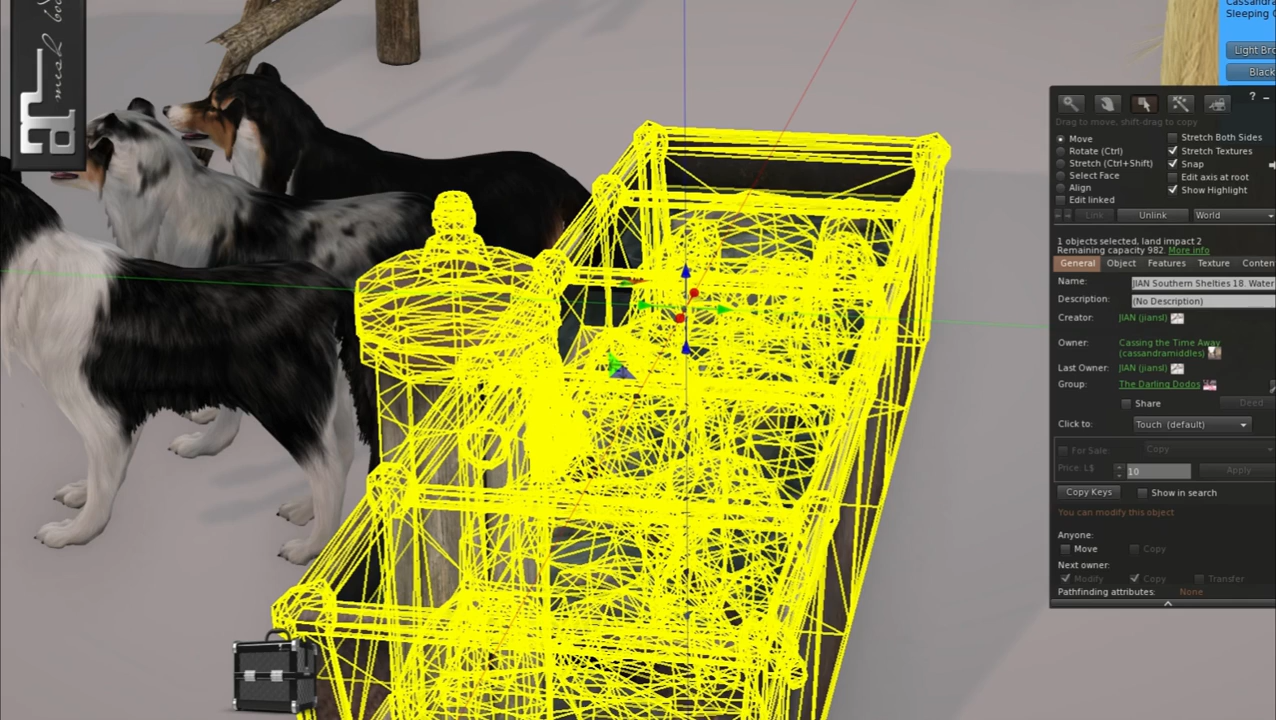 mesh bo
Cassandra
Sleeping
Light Bro
Black
? –
Drag to move, shift-drag to copy
Move
Rotate (Ctrl)
Stretch (Ctrl+Shift)
Select Face
Align
Edit linked
Stretch Both Sides
Stretch Textures
Snap
Edit axis at root
Show Highlight
Link Unlink World
1 objects selected, land impact 2
Remaining capacity 982. More info
General Object Features Texture Conten
Name: JIAN Southern Shelties 18. Water
Description: (No Description)
Creator: JIAN (jiansl)
Owner: Cassing the Time Away
(cassandramiddles)
Last Owner: JIAN (jiansl)
Group: The Darling Dodos
Share Deed
Click to: Touch (default)
For Sale: Copy
Price: L$ 10 Apply
Copy Keys Show in search
You can modify this object
Anyone:
Move Copy
Next owner:
Modify Copy Transfer
Pathfinding attributes: None